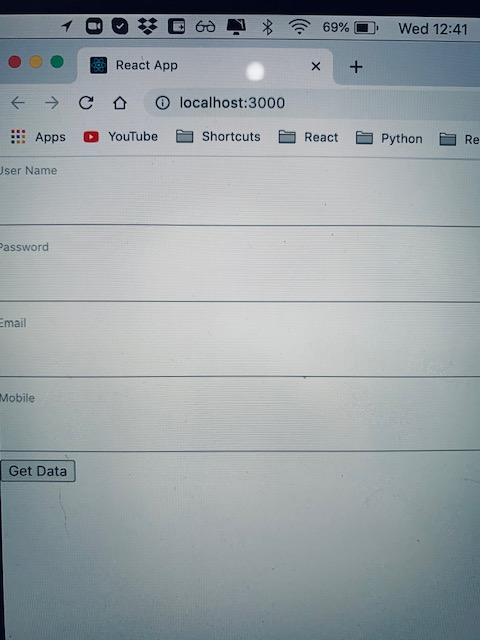 69% Wed 12:41
React App
localhost:3000
Apps YouTube Shortcuts React Python Re
User Name
Password
Email
Mobile
Get Data